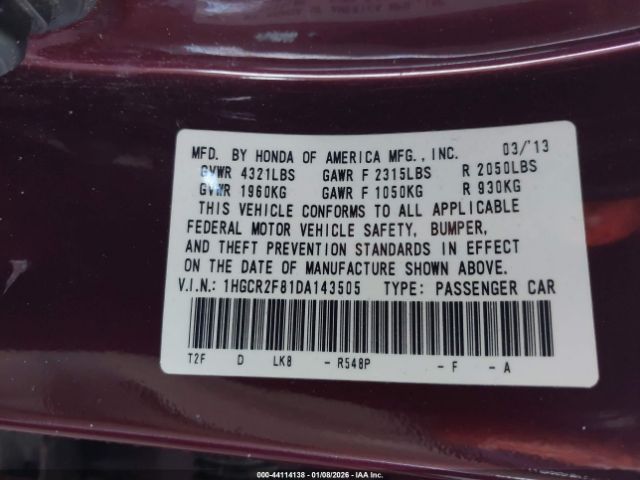 MFD. BY HONDA OF AMERICA MFG., INC. 03/'13
GVWR 4321LBS GAWR F 2315LBS R 2050LBS
GVWR 1960KG GAWR F 1050KG R 930KG
THIS VEHICLE CONFORMS TO ALL APPLICABLE
FEDERAL MOTOR VEHICLE SAFETY, BUMPER,
AND THEFT PREVENTION STANDARDS IN EFFECT
ON THE DATE OF MANUFACTURE SHOWN ABOVE.
V.I.N.: 1HGCR2F81DA143505 TYPE: PASSENGER CAR
T2F D LK8 - R548P - F - A
000-44114138 - 01/08/2026 - IAA Inc.